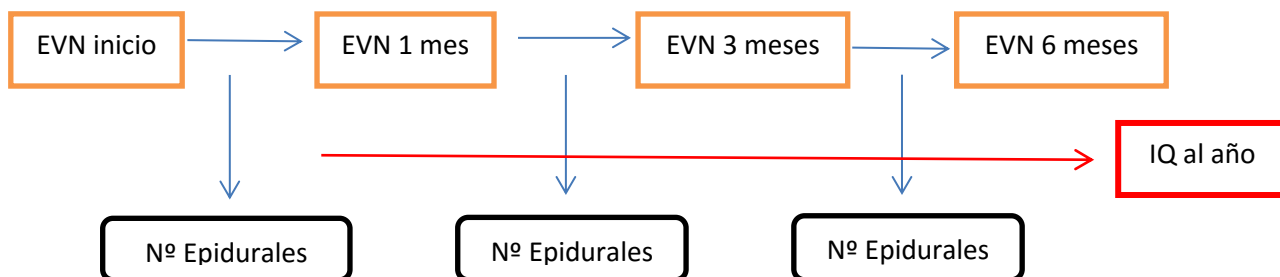 EVN inicio
EVN 1 mes
EVN 3 meses
EVN 6 meses
IQ al año
Nº Epidurales
Nº Epidurales
Nº Epidurales